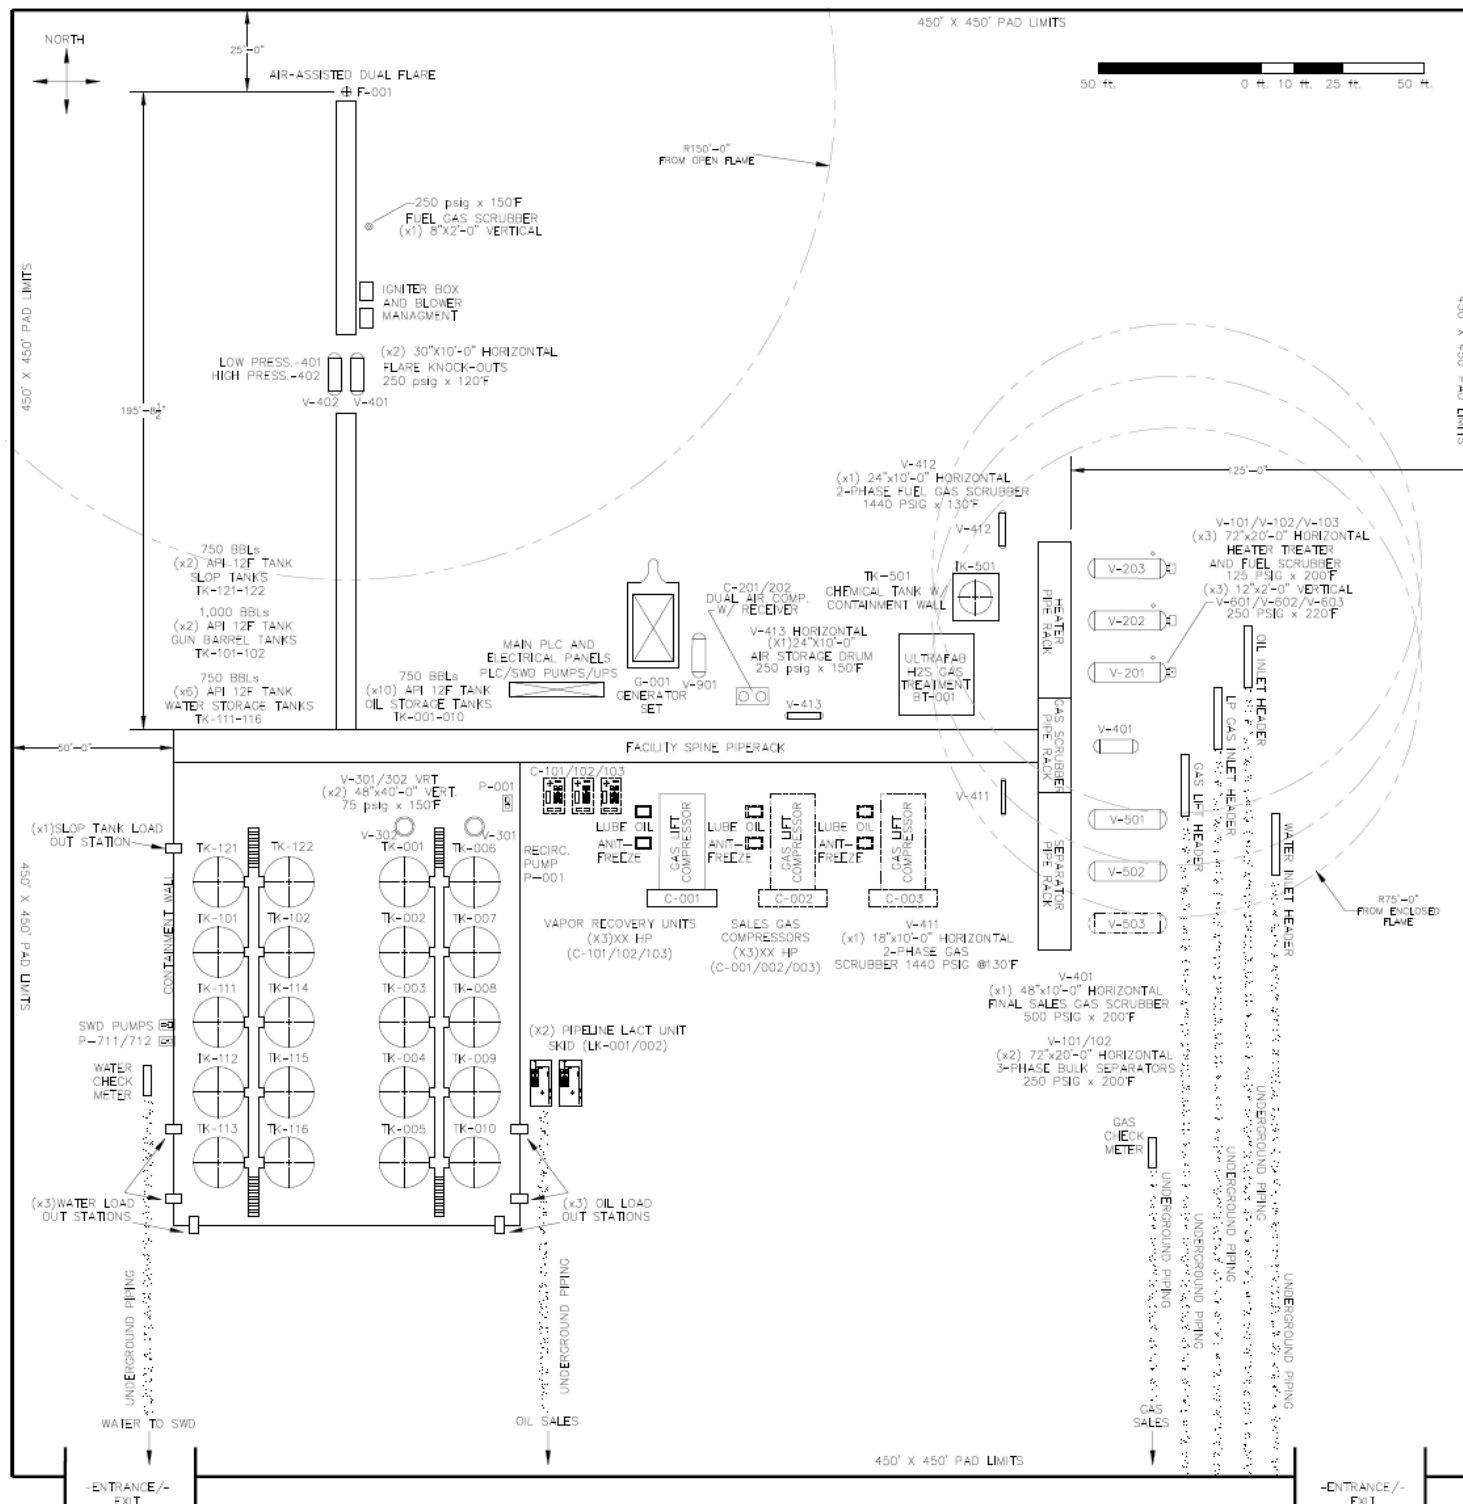 450' X 450' PAD LIMITS
NORTH
25'-0"
AIR-ASSISTED DUAL FLARE
F-001
50 ft.
0 ft.
10 ft.
25 ft.
50 ft.
R150'-0"
FROM OPEN FLAME
250 psig x 150°F
FUEL GAS SCRUBBER
(x1) 8"X2'-0" VERTICAL
450' X 450' PAD LIMITS
IGNITER BOX
AND BLOWER
MANAGMENT
450' X 450' PAD LIMITS
LOW PRESS.-401
HIGH PRESS.-402
(x2) 30"X10'-0" HORIZONTAL
FLARE KNOCK-OUTS
250 psig x 120°F
V-402
V-401
195'-8½"
V-412
(x1) 24"x10'-0" HORIZONTAL
2-PHASE FUEL GAS SCRUBBER
1440 PSIG x 130°F
V-412
125'-0"
V-101/V-102/V-103
(x3) 72"x20'-0" HORIZONTAL
HEATER TREATER
AND FUEL SCRUBBER
125 PSIG x 200°F
(x3) 12"x2'-0" VERTICAL
V-601/V-602/V-603
250 PSIG x 220°F
750 BBLs
(x2) API 12F TANK
SLOP TANKS
TK-121-122
1,000 BBLs
(x2) API 12F TANK
GUN BARREL TANKS
TK-101-102
750 BBLs
(x6) API 12F TANK
WATER STORAGE TANKS
TK-111-116
750 BBLs
(x10) API 12F TANK
OIL STORAGE TANKS
TK-001-010
MAIN PLC AND
ELECTRICAL PANELS
PLC/SWD PUMPS/UPS
G-001
GENERATOR
SET
V-901
C-201/202
DUAL AIR COMP.
W/ RECEIVER
V-413 HORIZONTAL
(X1)24"X10'-0"
AIR STORAGE DRUM
250 psig x 150°F
V-413
TK-501
CHEMICAL TANK W/
CONTAINMENT WALL
TK-501
ULTRAFAB
H2S GAS
TREATMENT
BT-001
HEATER
PIPE RACK
GAS SCRUBBER
PIPE RACK
SEPARATOR
PIPE RACK
V-203
V-202
V-201
V-401
V-501
V-502
V-503
OIL INLET HEADER
LP GAS INLET HEADER
GAS LIFT HEADER
WATER INLET HEADER
FACILITY SPINE PIPERACK
V-301/302 VRT
(x2) 48"x40'-0" VERT.
75 psig x 150°F
P-001
V-302
V-301
C-101/102/103
RECIRC.
PUMP
P-001
LUBE OIL
ANIT-
FREEZE
GAS LIFT
COMPRESSOR
C-001
LUBE OIL
ANIT-
FREEZE
GAS LIFT
COMPRESSOR
C-002
LUBE OIL
ANIT-
FREEZE
GAS LIFT
COMPRESSOR
C-003
V-411
(x1)SLOP TANK LOAD
OUT STATION
CONTAINMENT WALL
450' X 450' PAD LIMITS
TK-121
TK-122
TK-001
TK-006
TK-101
TK-102
TK-002
TK-007
TK-111
TK-114
TK-003
TK-008
TK-112
TK-115
TK-004
TK-009
TK-113
TK-116
TK-005
TK-010
VAPOR RECOVERY UNITS
(X3)XX HP
(C-101/102/103)
SALES GAS
COMPRESSORS
(X3)XX HP
(C-001/002/003)
V-411
(x1) 18"x10'-0" HORIZONTAL
2-PHASE GAS
SCRUBBER 1440 PSIG @130°F
R75'-0"
FROM ENCLOSED
FLAME
V-401
(x1) 48"x10'-0" HORIZONTAL
FINAL SALES GAS SCRUBBER
500 PSIG x 200°F
V-101/102
(x2) 72"x20'-0" HORIZONTAL
3-PHASE BULK SEPARATORS
250 PSIG x 200°F
SWD PUMPS
P-711/712
WATER
CHECK
METER
(X2) PIPELINE LACT UNIT
SKID (LK-001/002)
GAS
CHECK
METER
(x3)WATER LOAD
OUT STATIONS
(x3) OIL LOAD
OUT STATIONS
UNDERGROUND PIPING
UNDERGROUND PIPING
UNDERGROUND PIPING
UNDERGROUND PIPING
UNDERGROUND PIPING
UNDERGROUND PIPING
UNDERGROUND PIPING
WATER TO SWD
OIL SALES
GAS
SALES
450' X 450' PAD LIMITS
-ENTRANCE/-
EXIT
-ENTRANCE/-
EXIT